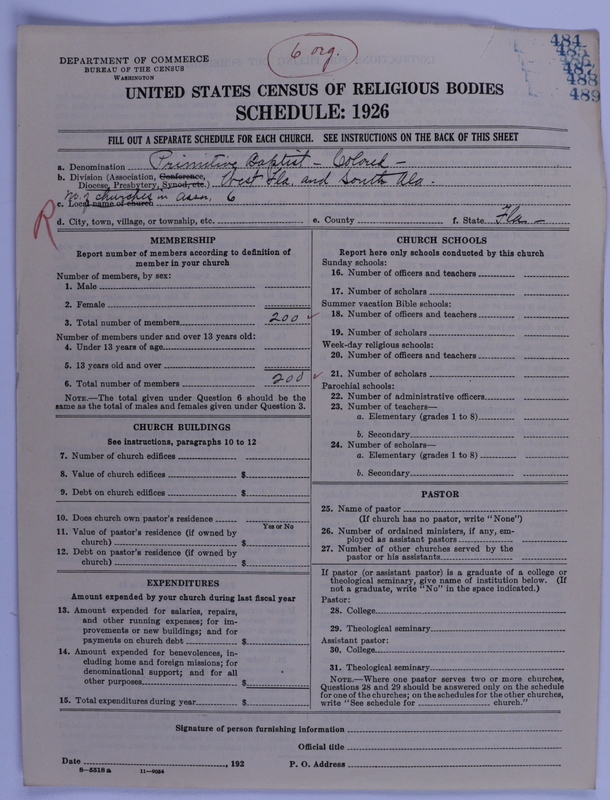 6 org.
484
485
488
489
DEPARTMENT OF COMMERCE
BUREAU OF THE CENSUS
WASHINGTON
UNITED STATES CENSUS OF RELIGIOUS BODIES
SCHEDULE: 1926
FILL OUT A SEPARATE SCHEDULE FOR EACH CHURCH. SEE INSTRUCTIONS ON THE BACK OF THIS SHEET
a. Denomination Primitive Baptist - Colored -
b. Division (Association, Conference, Diocese, Presbytery, Synod, etc.) West Fla. and South Ala.
No. of churches in assn. 6
c. Local name of church
R
d. City, town, village, or township, etc. e. County f. State Fla -
MEMBERSHIP
Report number of members according to definition of
member in your church
Number of members, by sex:
1. Male
2. Female
3. Total number of members 200
Number of members under and over 13 years old:
4. Under 13 years of age
5. 13 years old and over
6. Total number of members 200
NOTE.—The total given under Question 6 should be the
same as the total of males and females given under Question 3.
CHURCH BUILDINGS
See instructions, paragraphs 10 to 12
7. Number of church edifices
8. Value of church edifices $
9. Debt on church edifices $
10. Does church own pastor's residence
Yes or No
11. Value of pastor's residence (if owned by
church) $
12. Debt on pastor's residence (if owned by
church) $
EXPENDITURES
Amount expended by your church during last fiscal year
13. Amount expended for salaries, repairs,
and other running expenses; for im-
provements or new buildings; and for
payments on church debt $
14. Amount expended for benevolences, in-
cluding home and foreign missions; for
denominational support; and for all
other purposes $
15. Total expenditures during year $
CHURCH SCHOOLS
Report here only schools conducted by this church
Sunday schools:
16. Number of officers and teachers
17. Number of scholars
Summer vacation Bible schools:
18. Number of officers and teachers
19. Number of scholars
Week-day religious schools:
20. Number of officers and teachers
21. Number of scholars
Parochial schools:
22. Number of administrative officers
23. Number of teachers—
a. Elementary (grades 1 to 8)
b. Secondary
24. Number of scholars—
a. Elementary (grades 1 to 8)
b. Secondary
PASTOR
25. Name of pastor
(If church has no pastor, write "None")
26. Number of ordained ministers, if any, em-
ployed as assistant pastors
27. Number of other churches served by the
pastor or his assistants
If pastor (or assistant pastor) is a graduate of a college or
theological seminary, give name of institution below. (If
not a graduate, write "No" in the space indicated.)
Pastor:
28. College
29. Theological seminary
Assistant pastor:
30. College
31. Theological seminary
NOTE.—Where one pastor serves two or more churches,
Questions 28 and 29 should be answered only on the schedule
for one of the churches; on the schedules for the other churches,
write "See schedule for church."
Signature of person furnishing information
Official title
Date , 192 P. O. Address
8-5518a 11-9054